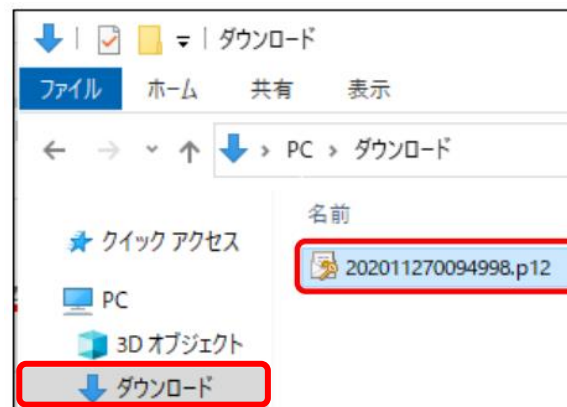 ダウンロード
ファイル ホーム 共有 表示
PC › ダウンロード
名前
クイック アクセス
202011270094998.p12
PC
3D オブジェクト
ダウンロード